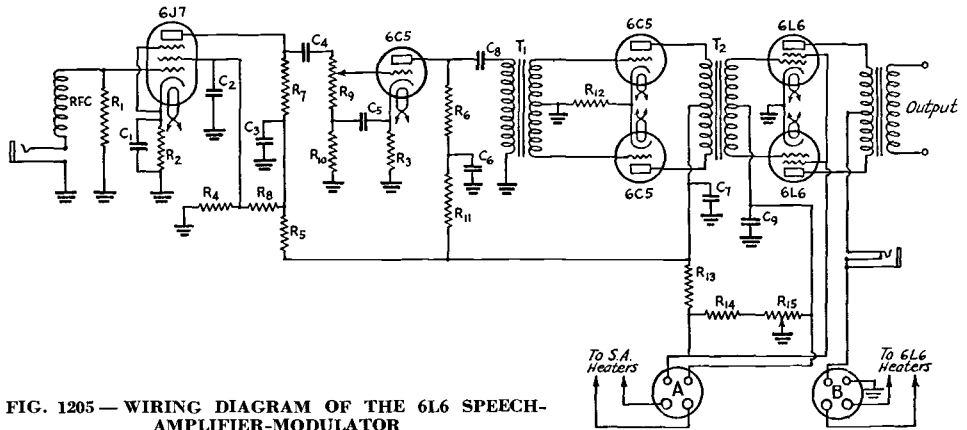 6J7
RFC
R1
C1
R2
C2
C3
R4
R8
R7
R5
C4
R9
R10
C5
6C5
R3
R6
C6
R11
C8
T1
R12
6C5
6C5
T2
C7
C9
R13
R14
R15
6L6
6L6
Output
To S.A. Heaters
A
B
To 6L6 Heaters
FIG. 1205 — WIRING DIAGRAM OF THE 6L6 SPEECH-
AMPLIFIER-MODULATOR